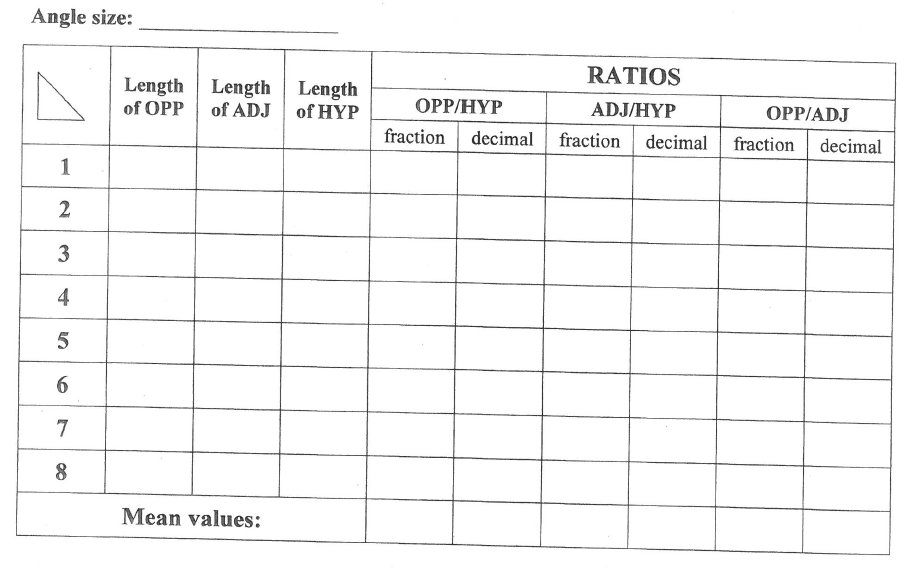 Angle size:
RATIOS
Length of OPP
Length of ADJ
Length of HYP
OPP/HYP
ADJ/HYP
OPP/ADJ
fraction decimal fraction decimal fraction decimal
1
2
3
4
5
6
7
8
Mean values: